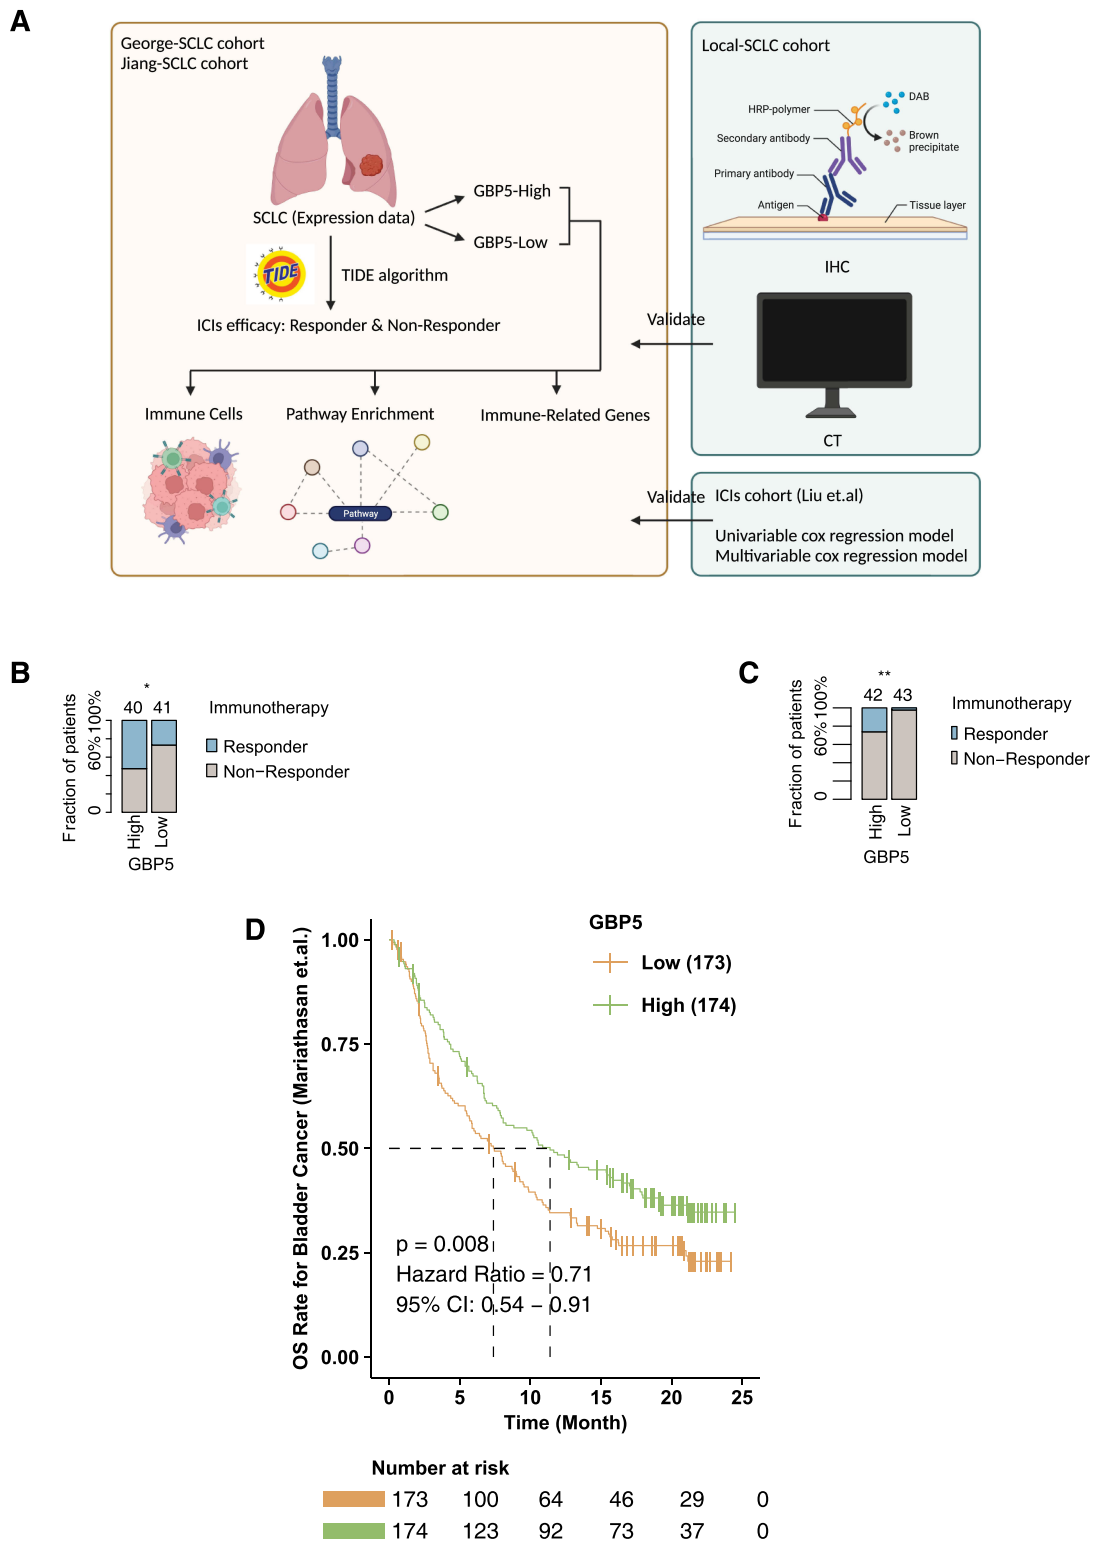 A
George-SCLC cohort
Jiang-SCLC cohort
SCLC (Expression data)
GBP5-High
GBP5-Low
TIDE
TIDE algorithm
ICIs efficacy: Responder & Non-Responder
Immune Cells
Pathway Enrichment
Immune-Related Genes
Pathway
Local-SCLC cohort
HRP-polymer
DAB
Secondary antibody
Brown
precipitate
Primary antibody
Antigen
Tissue layer
IHC
Validate
CT
Validate
ICIs cohort (Liu et.al)
Univariable cox regression model
Multivariable cox regression model
B
*
40 41
Fraction of patients
0 60% 100%
High
Low
GBP5
Immunotherapy
Responder
Non−Responder
C
**
42 43
Fraction of patients
0 60% 100%
High
Low
GBP5
Immunotherapy
Responder
Non−Responder
D
OS Rate for Bladder Cancer (Mariathasan et.al.)
1.00
0.75
0.50
0.25
0.00
GBP5
Low (173)
High (174)
p = 0.008
Hazard Ratio = 0.71
95% CI: 0.54 − 0.91
0 5 10 15 20 25
Time (Month)
Number at risk
173 100 64 46 29 0
174 123 92 73 37 0